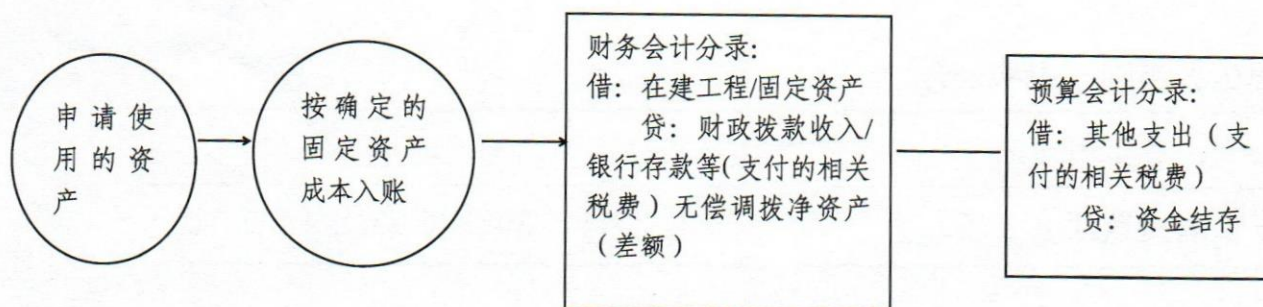 申请使
用的资
产
按确定的
固定资产
成本入账
财务会计分录：
借：在建工程/固定资产
贷：财政拨款收入/
银行存款等（支付的相关
税费）无偿调拨净资产
（差额）
预算会计分录：
借：其他支出（支
付的相关税费）
贷：资金结存